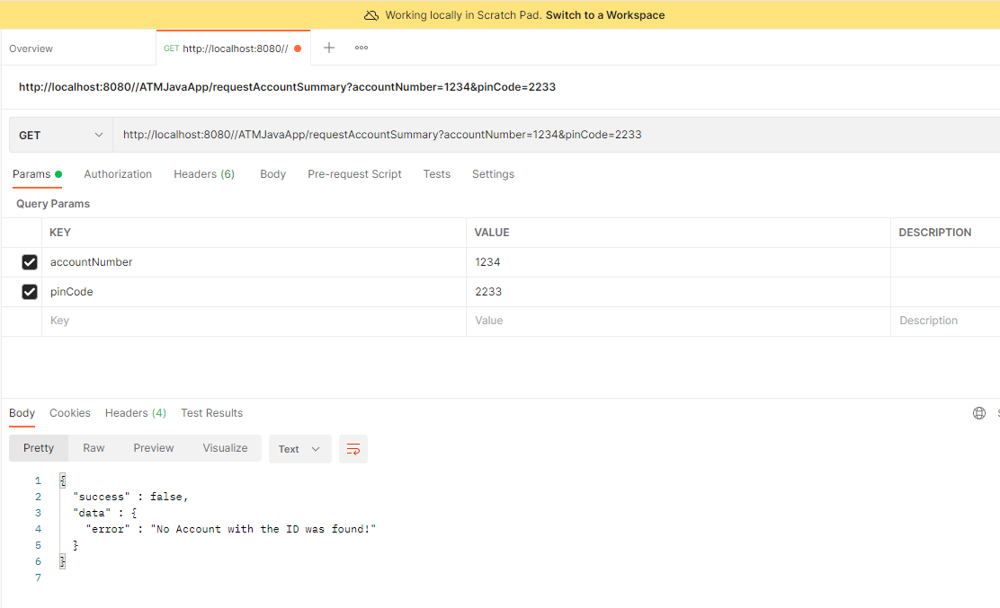 Working locally in Scratch Pad. Switch to a Workspace
Overview
GET http://localhost:8080//
http://localhost:8080//ATMJavaApp/requestAccountSummary?accountNumber=1234&pinCode=2233
GET http://localhost:8080//ATMJavaApp/requestAccountSummary?accountNumber=1234&pinCode=2233
Params Authorization Headers (6) Body Pre-request Script Tests Settings
Query Params
KEY VALUE DESCRIPTION
accountNumber 1234
pinCode 2233
Key Value Description
Body Cookies Headers (4) Test Results
Pretty Raw Preview Visualize Text
1 {
2 "success" : false,
3 "data" : {
4 "error" : "No Account with the ID was found!"
5 }
6 }
7